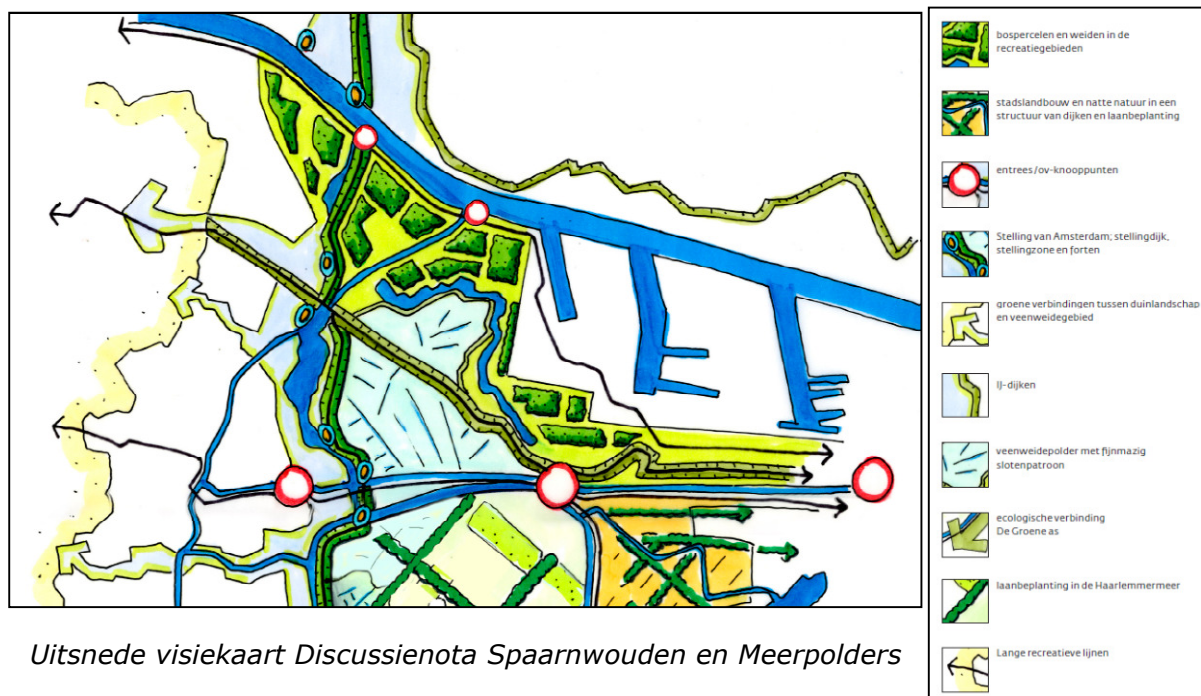 bospercelen en weiden in de
recreatiegebieden
stadslandbouw en natte natuur in een
structuur van dijken en laanbeplanting
entrees/ov-knooppunten
Stelling van Amsterdam; stellingdijk,
stellingzone en forten
groene verbindingen tussen duinlandschap
en veenweidegebied
IJ-dijken
veenweidepolder met fijnmazig
slotenpatroon
ecologische verbinding
De Groene as
laanbeplanting in de Haarlemmermeer
Lange recreatieve lijnen
Uitsnede visiekaart Discussienota Spaarnwouden en Meerpolders